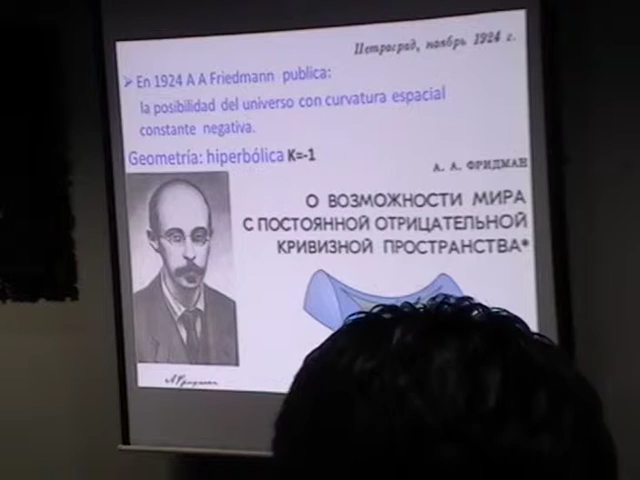 Петроград, ноябрь 1924 г.
➢ En 1924 A A Friedmann publica:
la posibilidad del universo con curvatura espacial
constante negativa.
Geometría: hiperbólica K=-1
А. А. ФРИДМАН
О ВОЗМОЖНОСТИ МИРА
С ПОСТОЯННОЙ ОТРИЦАТЕЛЬНОЙ
КРИВИЗНОЙ ПРОСТРАНСТВА*